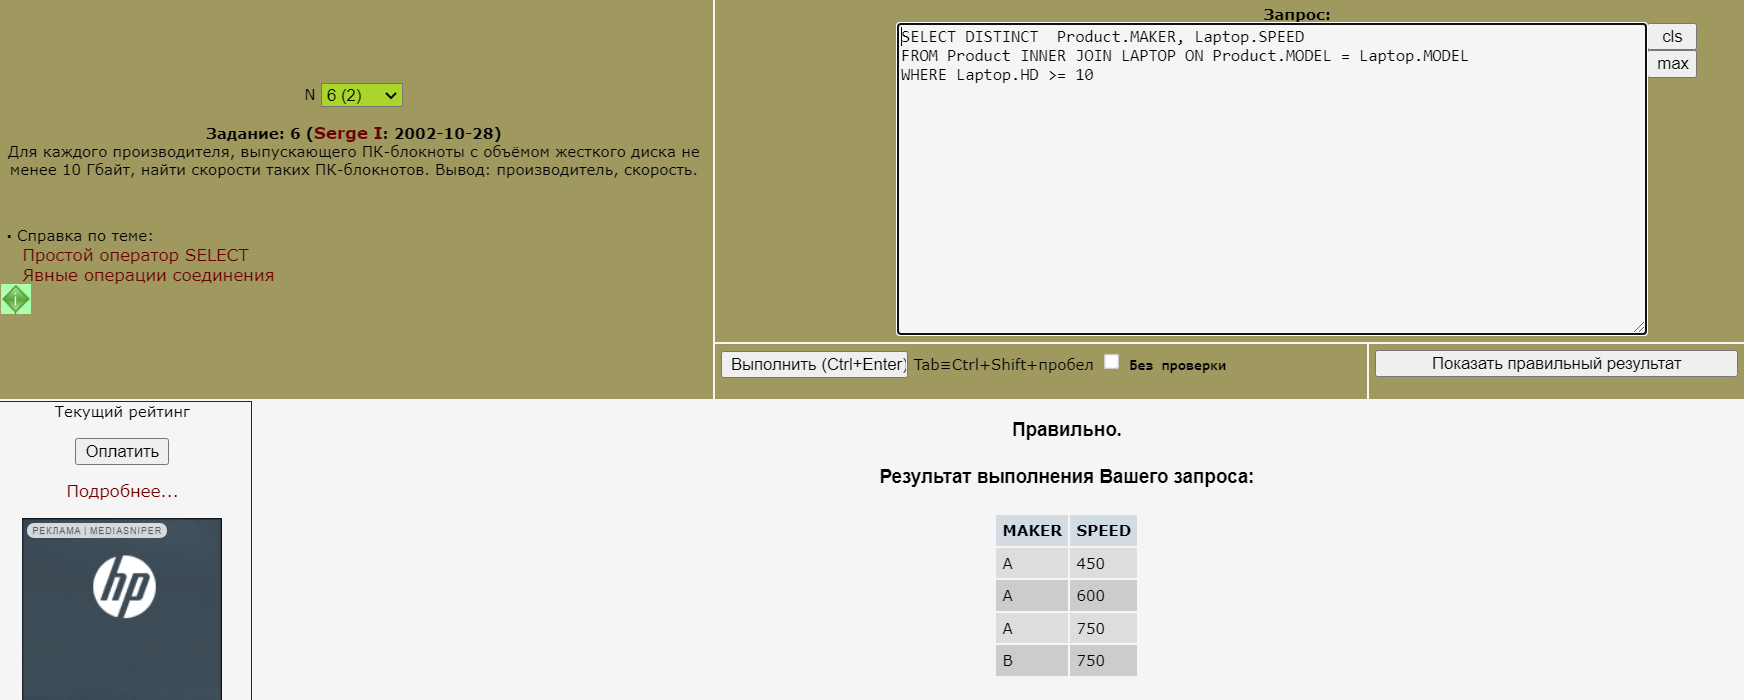 N 6 (2)
Задание: 6 (Serge I: 2002-10-28)
Для каждого производителя, выпускающего ПК-блокноты с объёмом жесткого диска не
менее 10 Гбайт, найти скорости таких ПК-блокнотов. Вывод: производитель, скорость.
• Справка по теме:
Простой оператор SELECT
Явные операции соединения
i
Запрос:
SELECT DISTINCT  Product.MAKER, Laptop.SPEED
FROM Product INNER JOIN LAPTOP ON Product.MODEL = Laptop.MODEL
WHERE Laptop.HD >= 10
cls
max
Выполнить (Ctrl+Enter) Tab≡Ctrl+Shift+пробел Без проверки
Показать правильный результат
Текущий рейтинг
Оплатить
Подробнее...
РЕКЛАМА | MEDIASNIPER
hp
Правильно.
Результат выполнения Вашего запроса:
MAKER SPEED
A 450
A 600
A 750
B 750